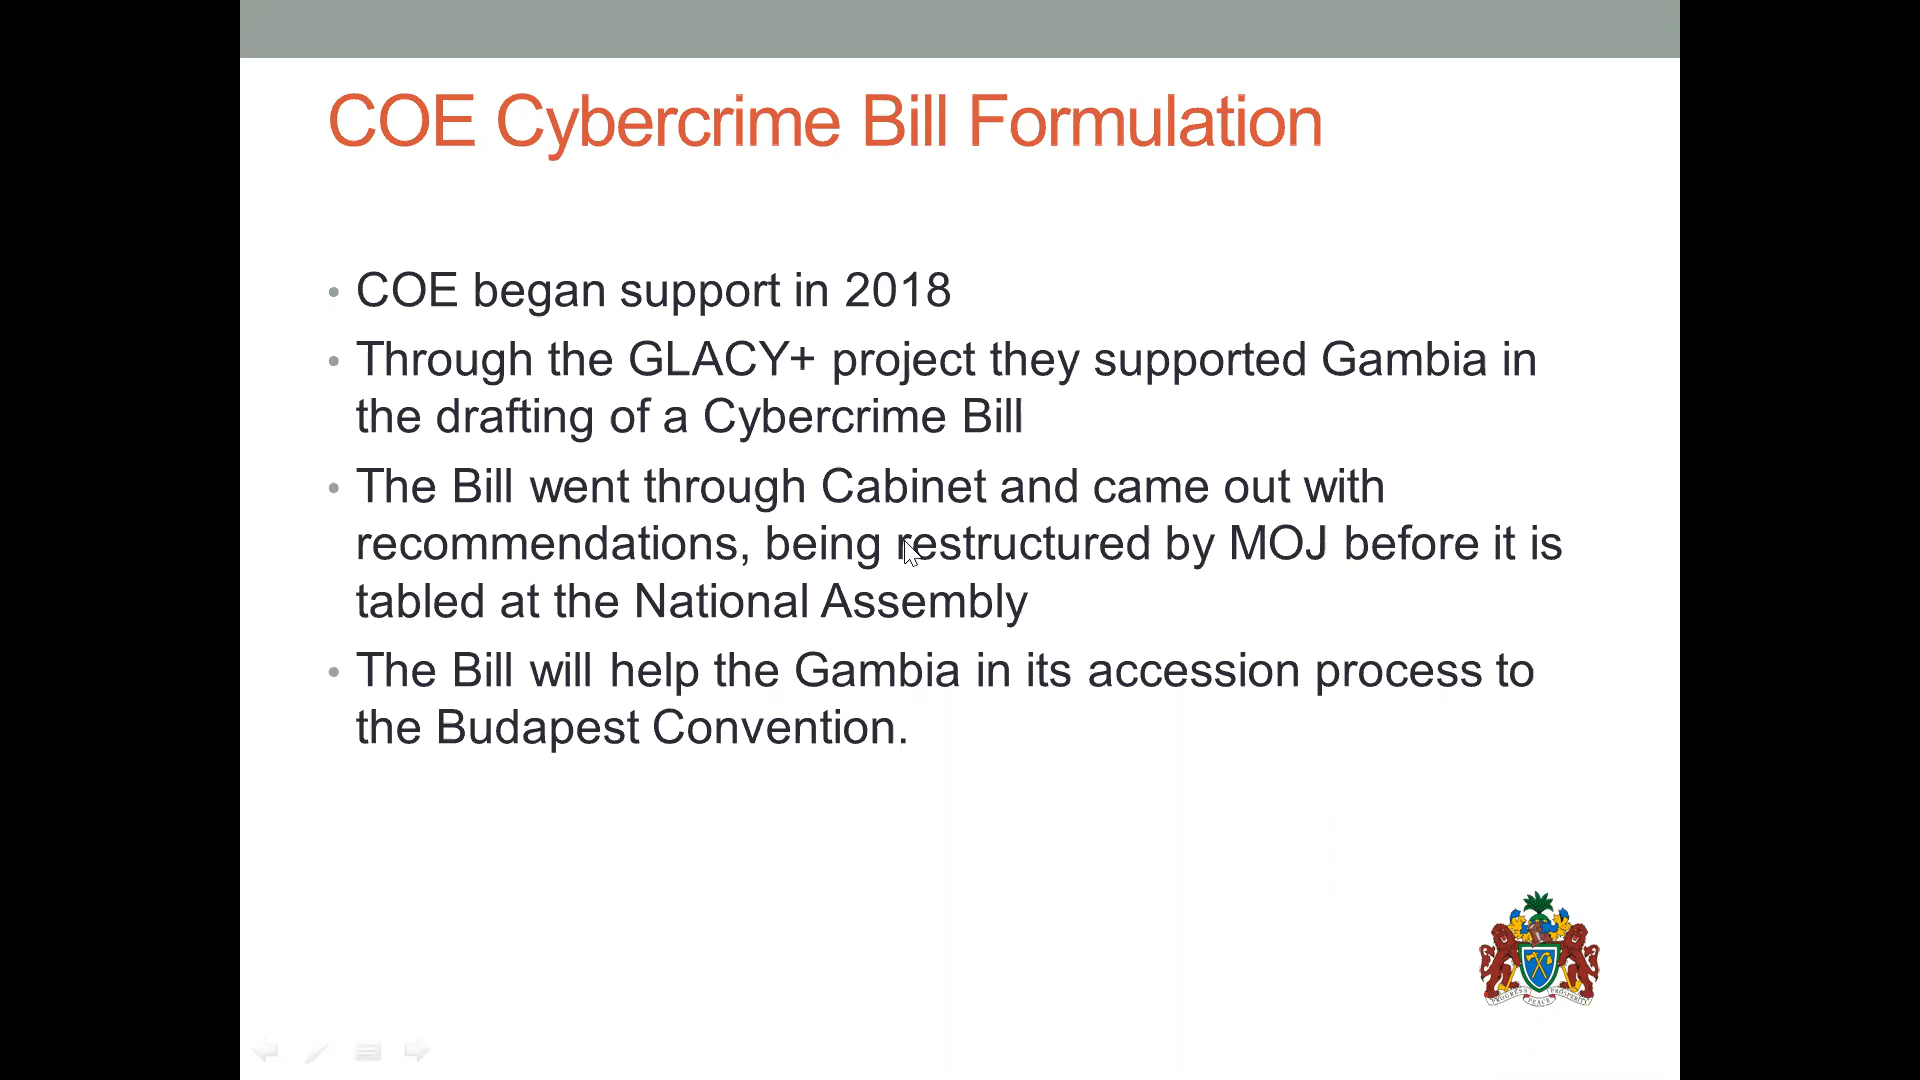 COE Cybercrime Bill Formulation
• COE began support in 2018
• Through the GLACY+ project they supported Gambia in
the drafting of a Cybercrime Bill
• The Bill went through Cabinet and came out with
recommendations, being restructured by MOJ before it is
tabled at the National Assembly
• The Bill will help the Gambia in its accession process to
the Budapest Convention.
PROGRESS PEACE PROSPERITY